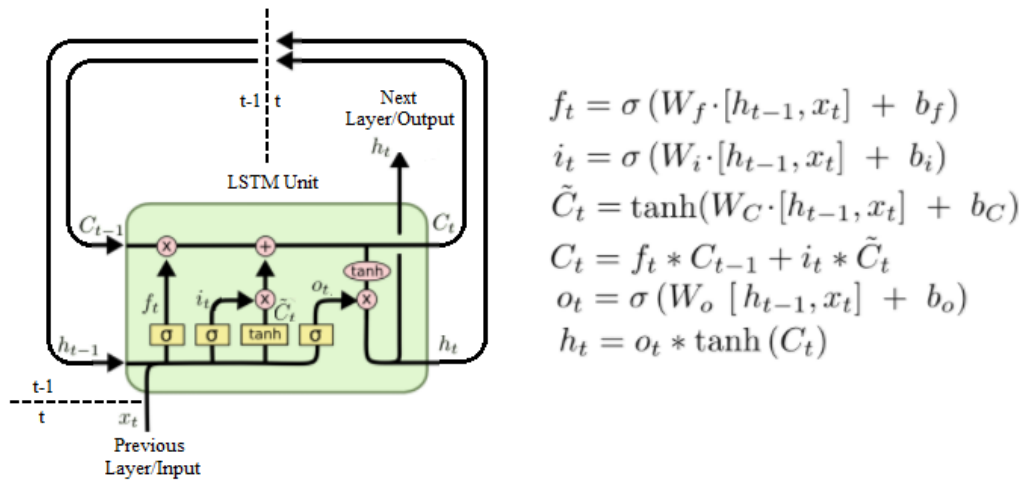 t-1 t
Next
Layer/Output
h_t
LSTM Unit
C_{t-1}
C_t
x
+
tanh
f_t
i_t
x
C̃_t
o_t
x
σ
σ
tanh
σ
h_{t-1}
h_t
t-1
t
x_t
Previous
Layer/Input
f_t = σ (W_f·[h_{t-1}, x_t] + b_f)
i_t = σ (W_i·[h_{t-1}, x_t] + b_i)
C̃_t = tanh(W_C·[h_{t-1}, x_t] + b_C)
C_t = f_t * C_{t-1} + i_t * C̃_t
o_t = σ (W_o [h_{t-1}, x_t] + b_o)
h_t = o_t * tanh (C_t)